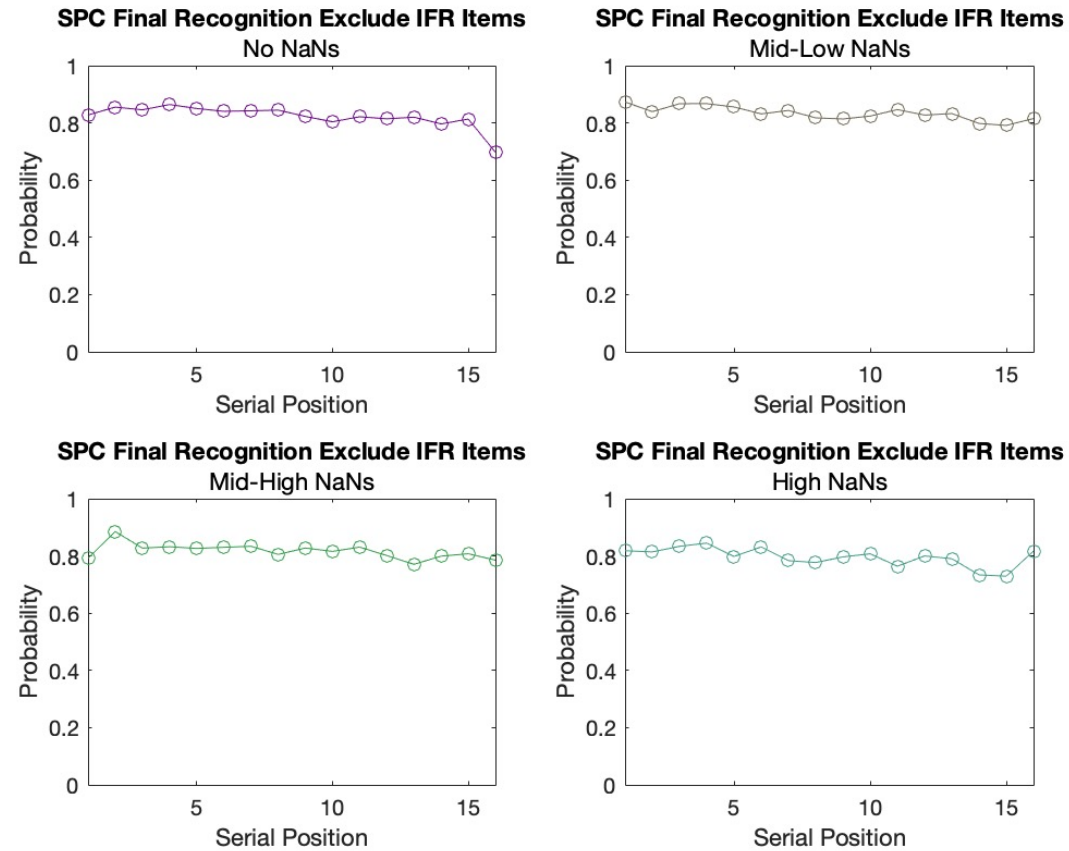 SPC Final Recognition Exclude IFR Items
No NaNs
1
0.8
0.6
0.4
0.2
0
Probability
5 10 15
Serial Position
SPC Final Recognition Exclude IFR Items
Mid-Low NaNs
1
0.8
0.6
0.4
0.2
0
Probability
5 10 15
Serial Position
SPC Final Recognition Exclude IFR Items
Mid-High NaNs
1
0.8
0.6
0.4
0.2
0
Probability
5 10 15
Serial Position
SPC Final Recognition Exclude IFR Items
High NaNs
1
0.8
0.6
0.4
0.2
0
Probability
5 10 15
Serial Position